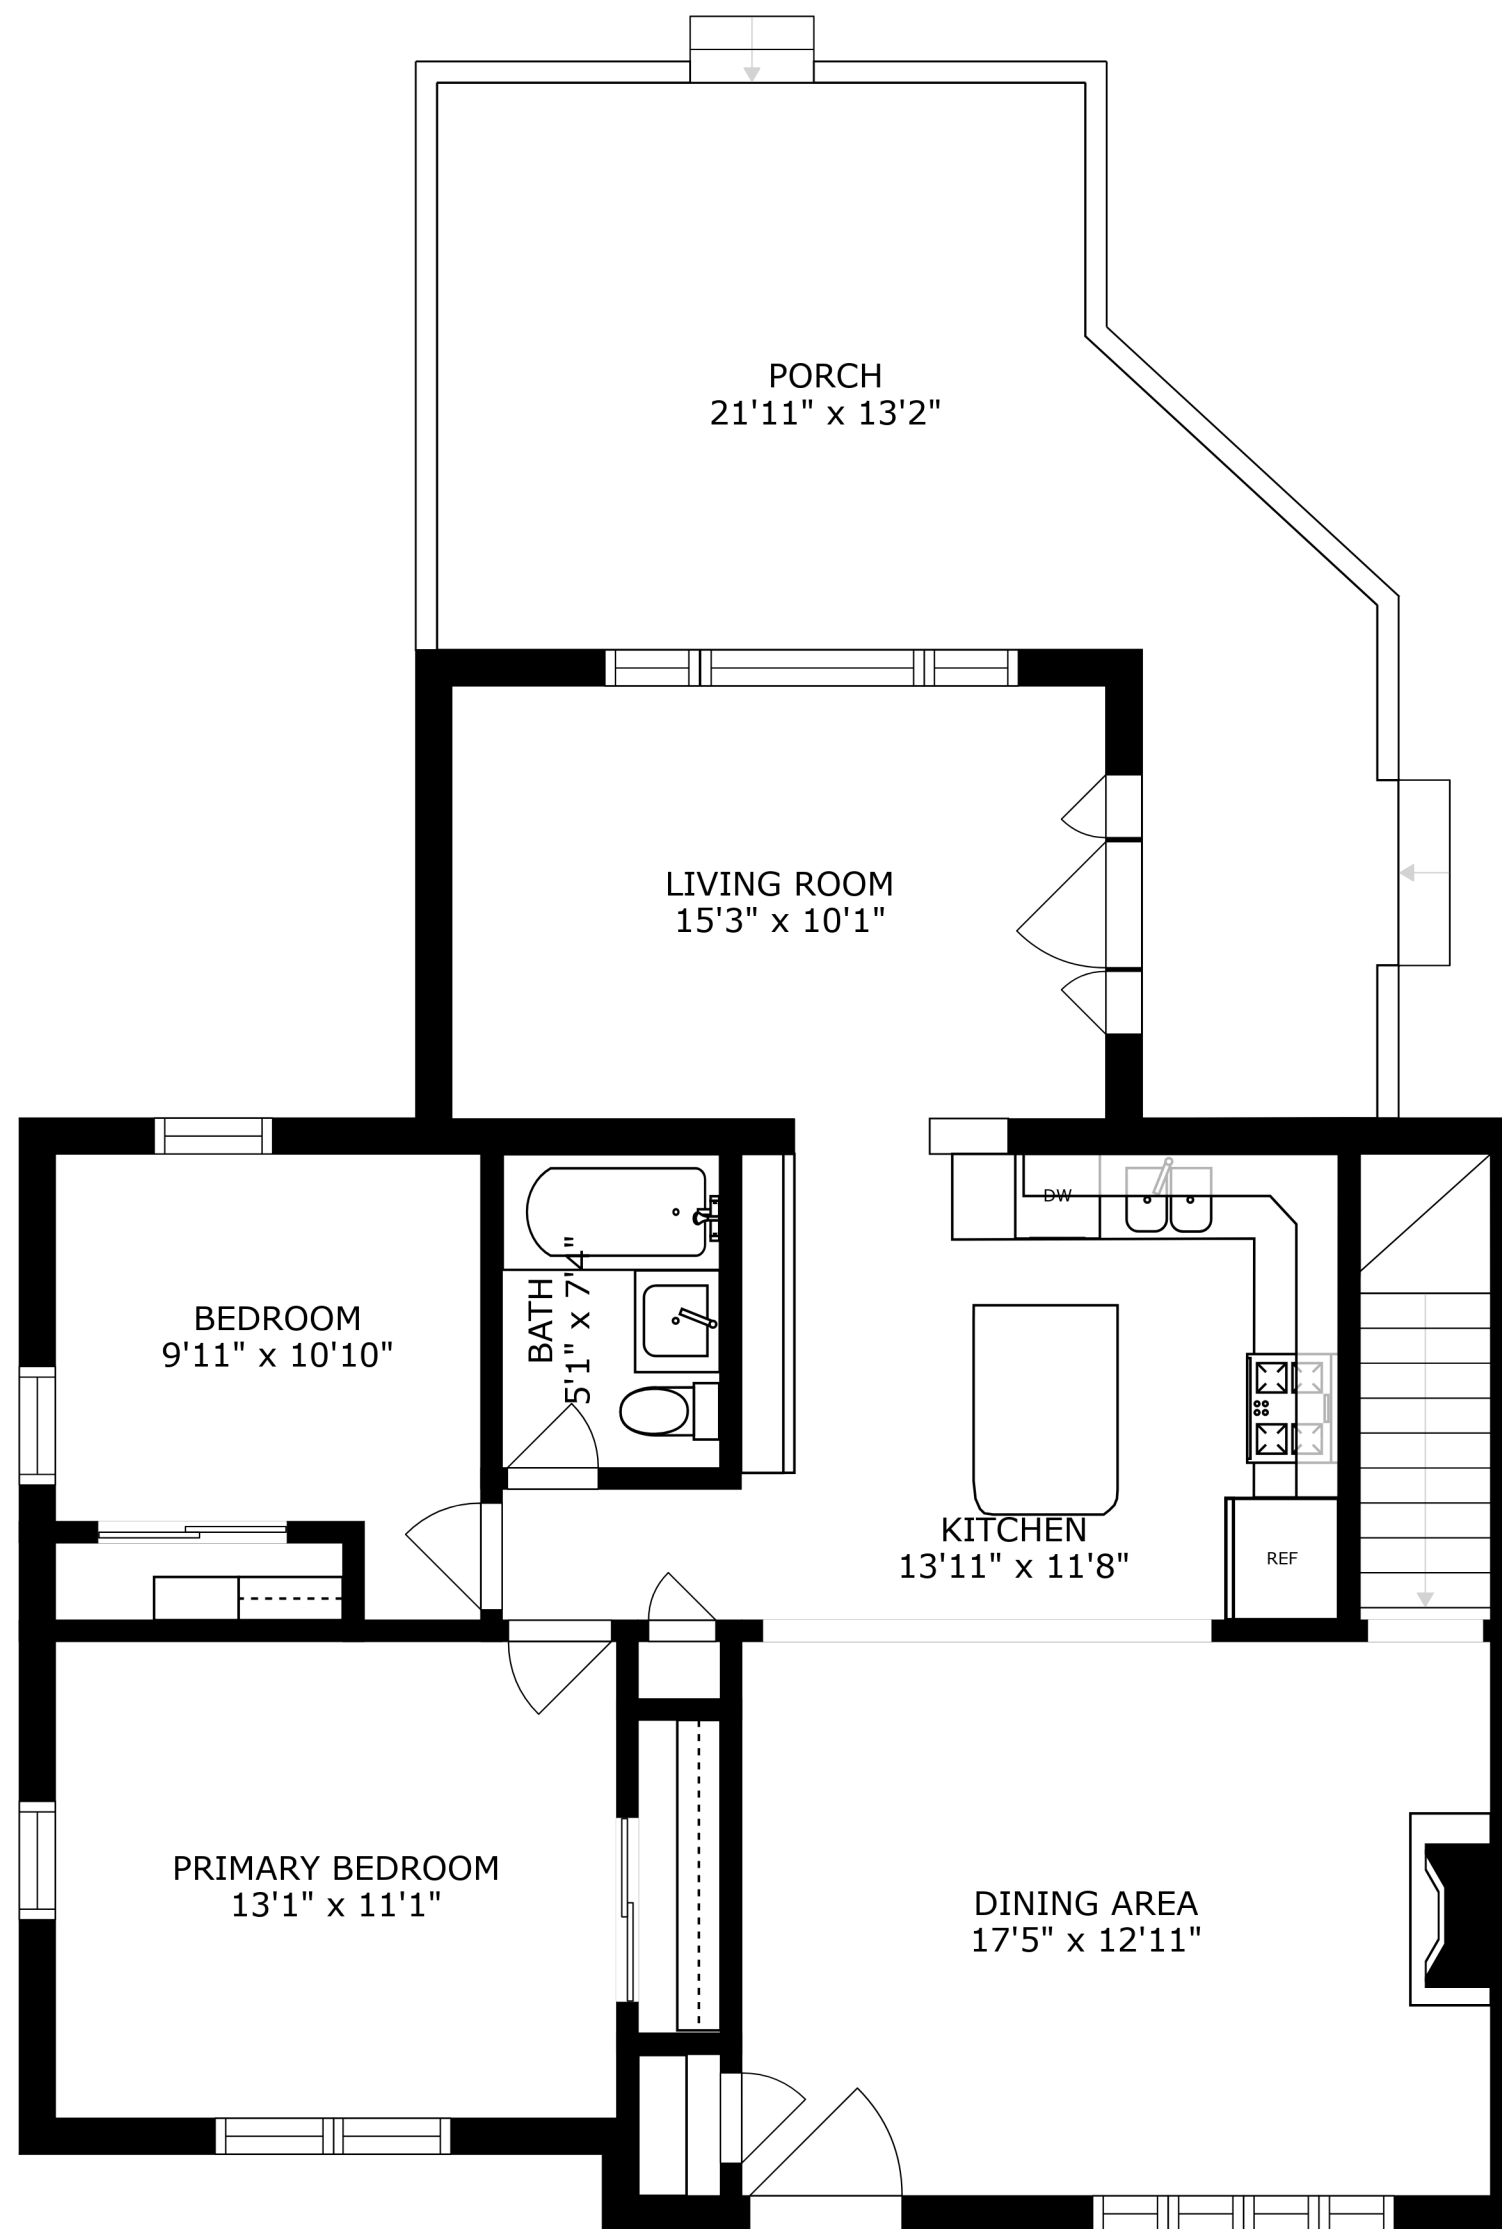 PORCH
21'11" x 13'2"
LIVING ROOM
15'3" x 10'1"
DW
BEDROOM
9'11" x 10'10"
BATH
5'1" x 7'4"
KITCHEN
13'11" x 11'8"
REF
PRIMARY BEDROOM
13'1" x 11'1"
DINING AREA
17'5" x 12'11"